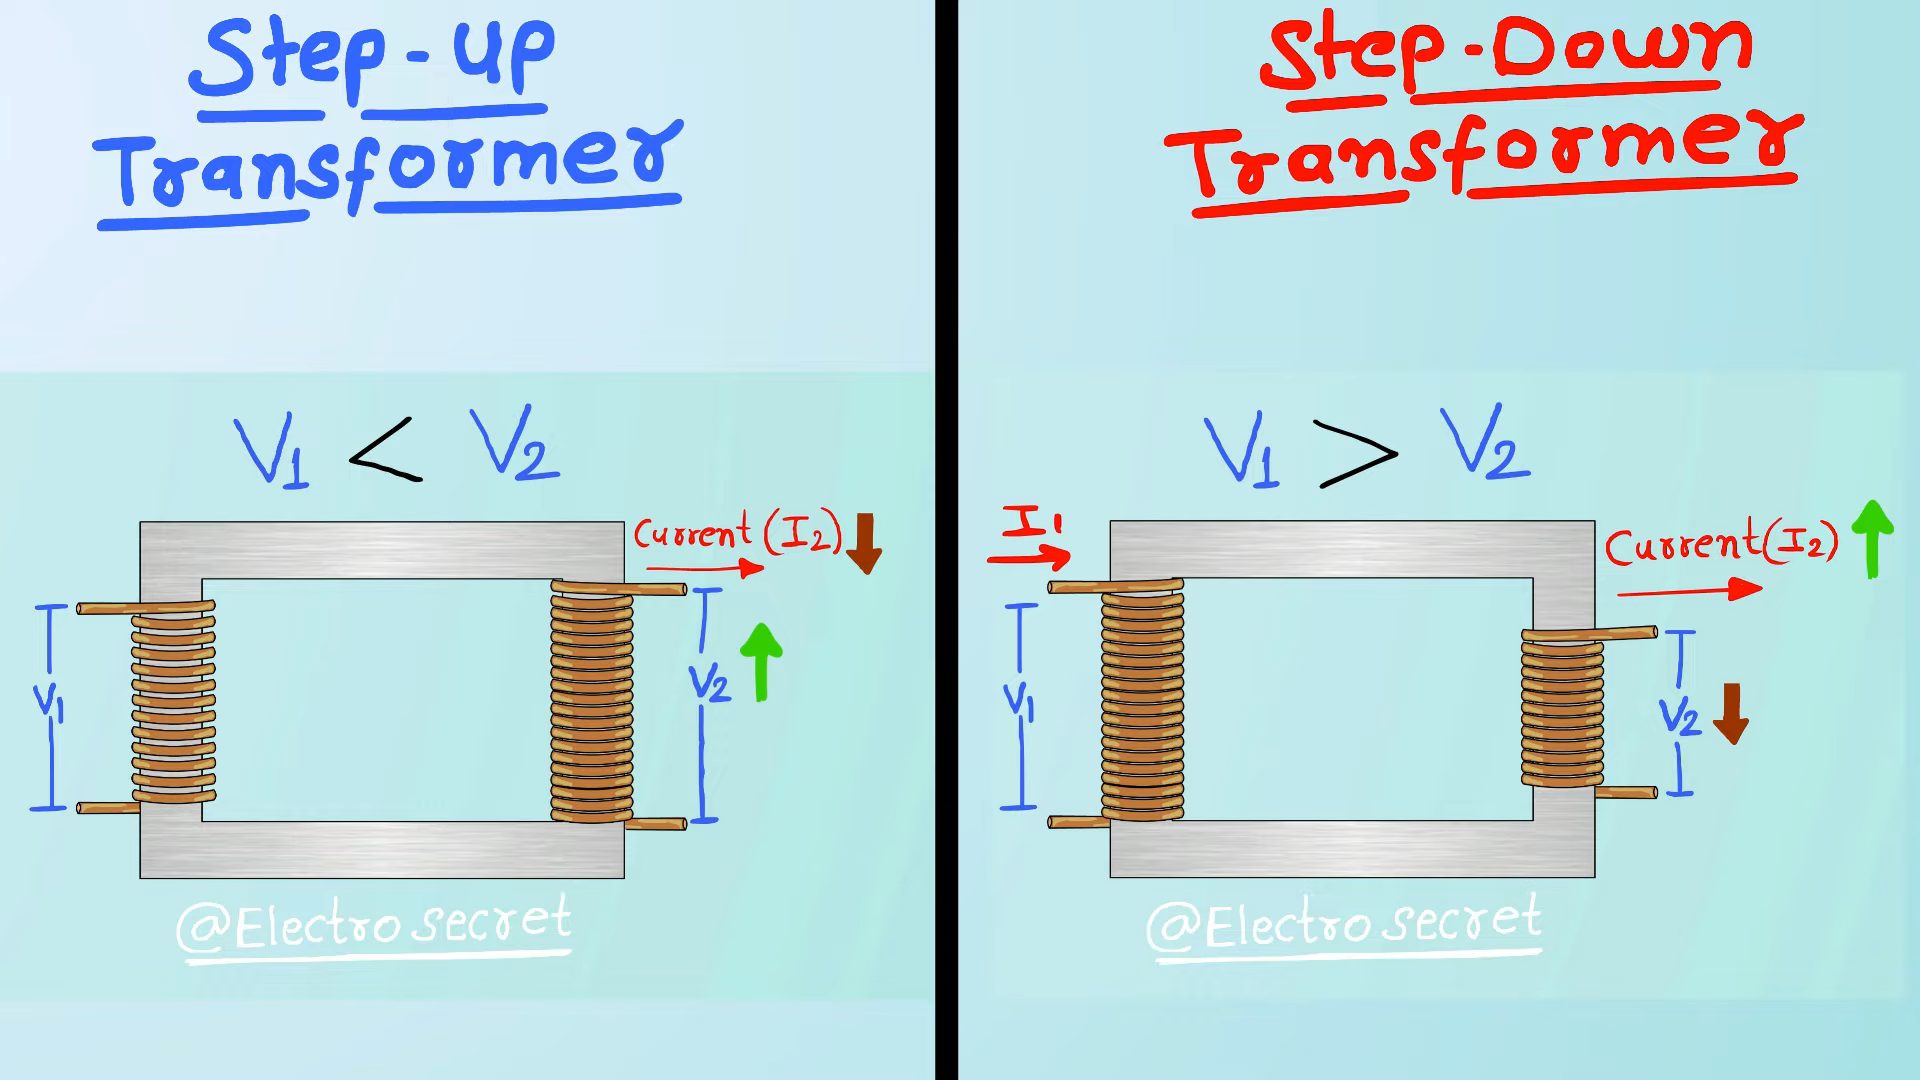 Step-UP
Transformer
V1 < V2
Current (I2)
V1
V2
@Electro secret
Step-Down
Transformer
V1 > V2
I1
Current(I2)
V1
V2
@Electro secret